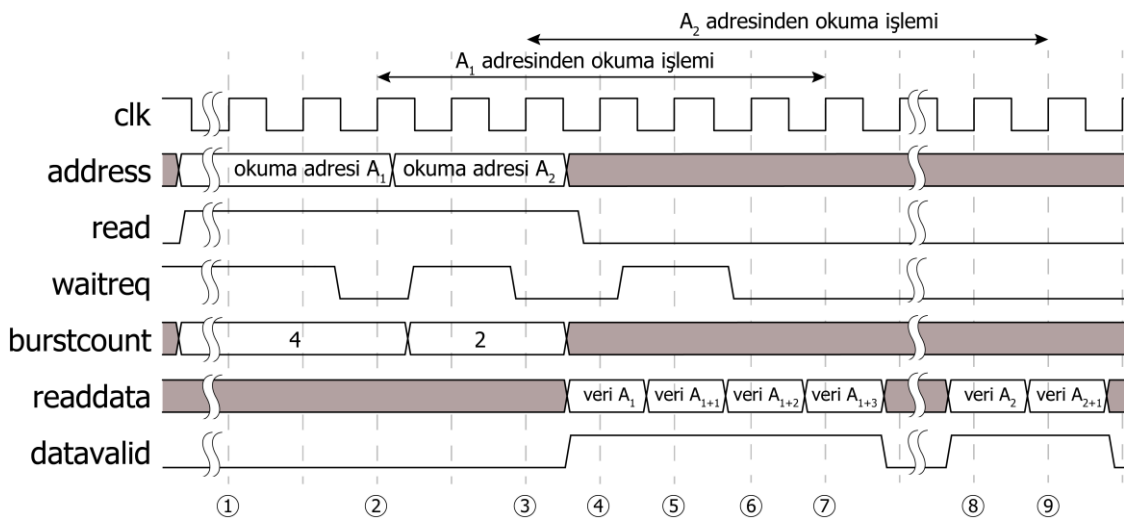 A₂ adresinden okuma işlemi
A₁ adresinden okuma işlemi
clk
address okuma adresi A₁ okuma adresi A₂
read
waitreq
burstcount 4 2
readdata veri A₁ veri A₁₊₁ veri A₁₊₂ veri A₁₊₃ veri A₂ veri A₂₊₁
datavalid
① ② ③ ④ ⑤ ⑥ ⑦ ⑧ ⑨